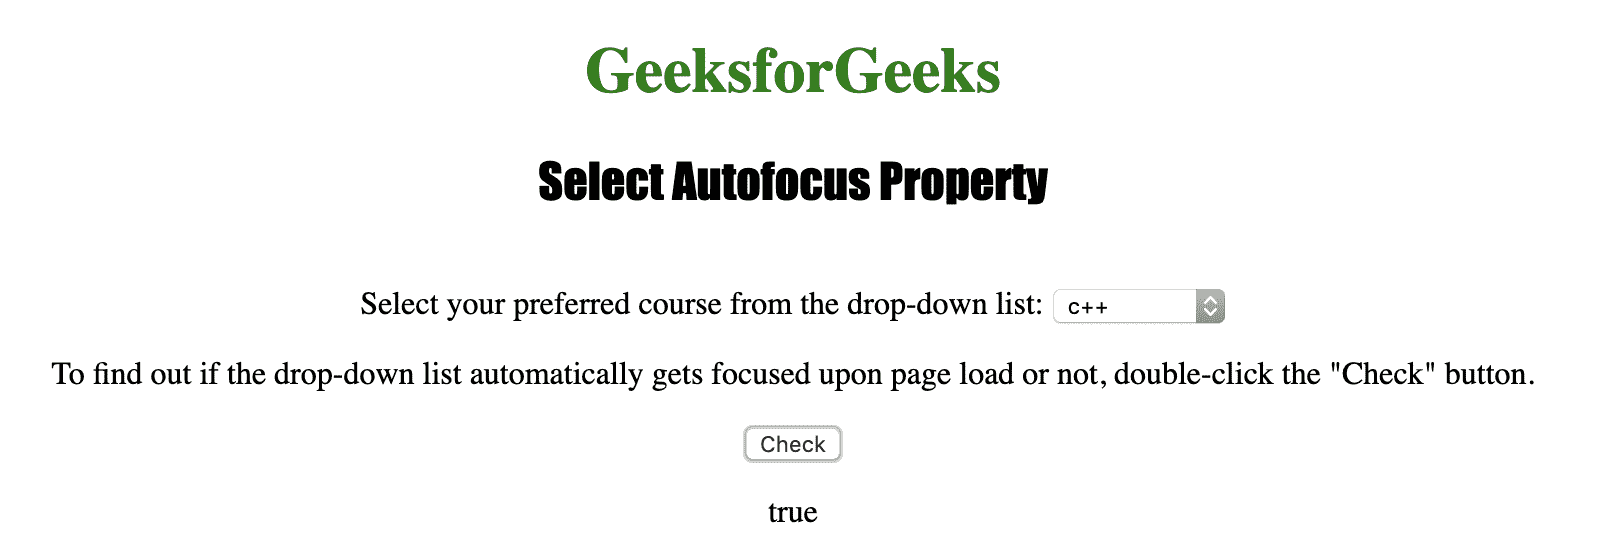 GeeksforGeeks
Select Autofocus Property
Select your preferred course from the drop-down list: c++
To find out if the drop-down list automatically gets focused upon page load or not, double-click the "Check" button.
Check
true